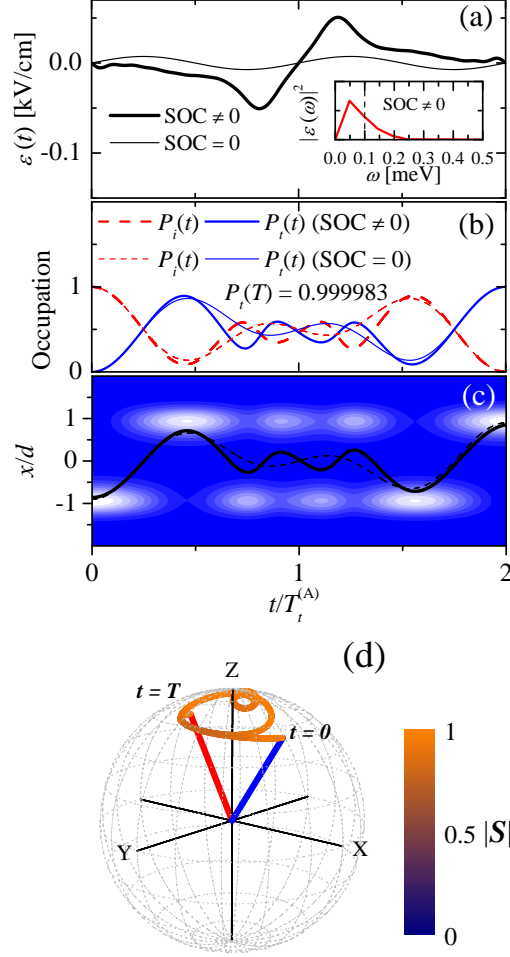 (a)
ε (t) [kV/cm]
0.0
-0.1
SOC ≠ 0
SOC = 0
|ε (ω)|²
SOC ≠ 0
0.0 0.1 0.2 0.3 0.4 0.5
ω [meV]
(b)
Occupation
1
0
P_i(t) P_t(t) (SOC ≠ 0)
P_i(t) P_t(t) (SOC = 0)
P_t(T) = 0.999983
(c)
x/d
1
0
-1
0 1 2
t/T_t^(A)
(d)
Z
t = T
t = 0
Y
X
1
0.5
0
|S|